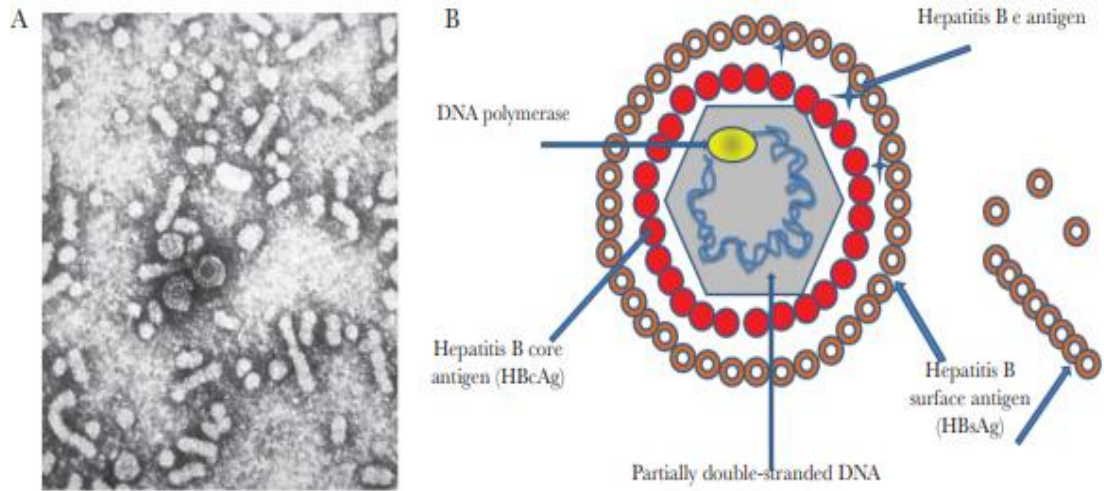 A
B
Hepatitis B e antigen
DNA polymerase
Hepatitis B core
antigen (HBcAg)
Hepatitis B
surface antigen
(HBsAg)
Partially double-stranded DNA